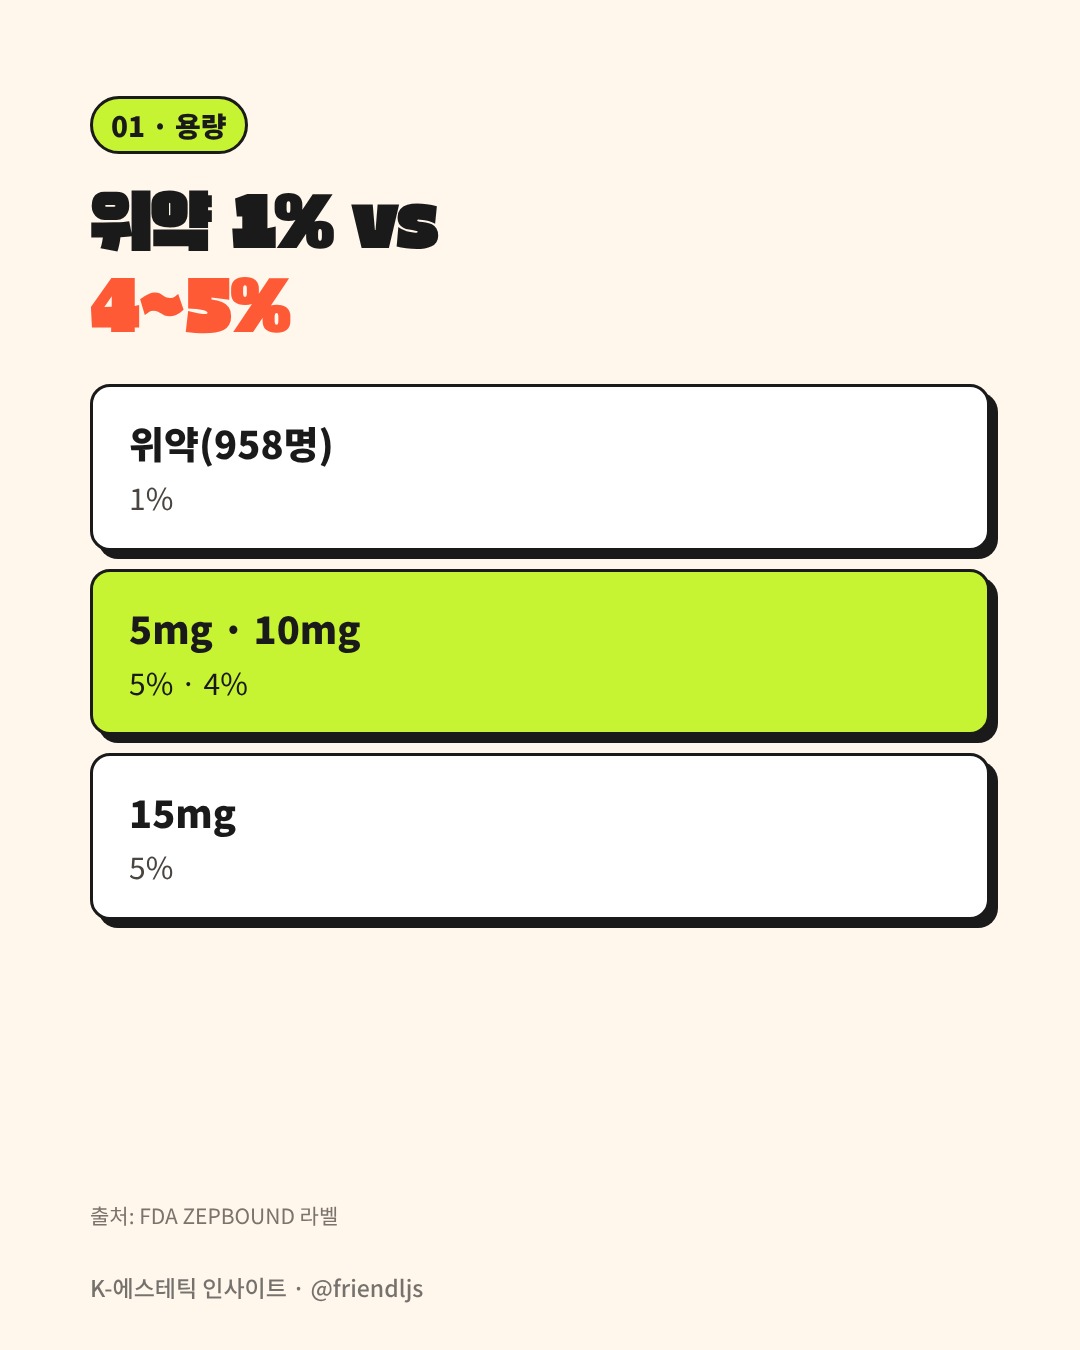 01 · 용량
위약 1% vs
4~5%
위약(958명)
1%
5mg · 10mg
5% · 4%
15mg
5%
출처: FDA ZEPBOUND 라벨
K-에스테틱 인사이트 · @friendljs